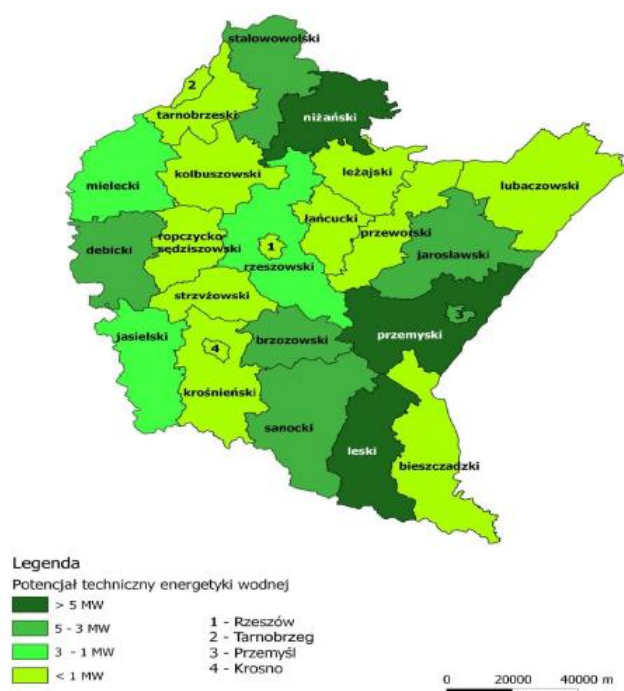 stalowowolski
2
tarnobrzeski
niżański
mielecki
kolbuszowski
leżajski
lubaczowski
łańcucki
debicki
ropczycko-
sędziszowski
1
rzeszowski
przeworski
jarosławski
strzyżowski
3
przemyski
jasielski
brzozowski
4
krośnieński
sanocki
leski
bieszczadzki
Legenda
Potencjał techniczny energetyki wodnej
> 5 MW
5 - 3 MW
3 - 1 MW
< 1 MW
1 - Rzeszów
2 - Tarnobrzeg
3 - Przemyśl
4 - Krosno
0 20000 40000 m